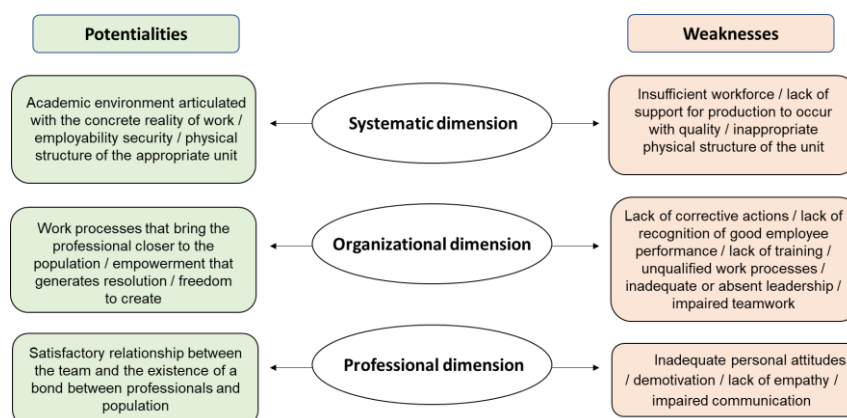 Potentialities
Weaknesses
Academic environment articulated
with the concrete reality of work /
employability security / physical
structure of the appropriate unit
Systematic dimension
Insufficient workforce / lack of
support for production to occur
with quality / inappropriate
physical structure of the unit
Work processes that bring the
professional closer to the
population / empowerment that
generates resolution / freedom
to create
Organizational dimension
Lack of corrective actions / lack of
recognition of good employee
performance / lack of training /
unqualified work processes /
inadequate or absent leadership /
impaired teamwork
Satisfactory relationship between
the team and the existence of a
bond between professionals and
population
Professional dimension
Inadequate personal attitudes
/ demotivation / lack of empathy /
impaired communication